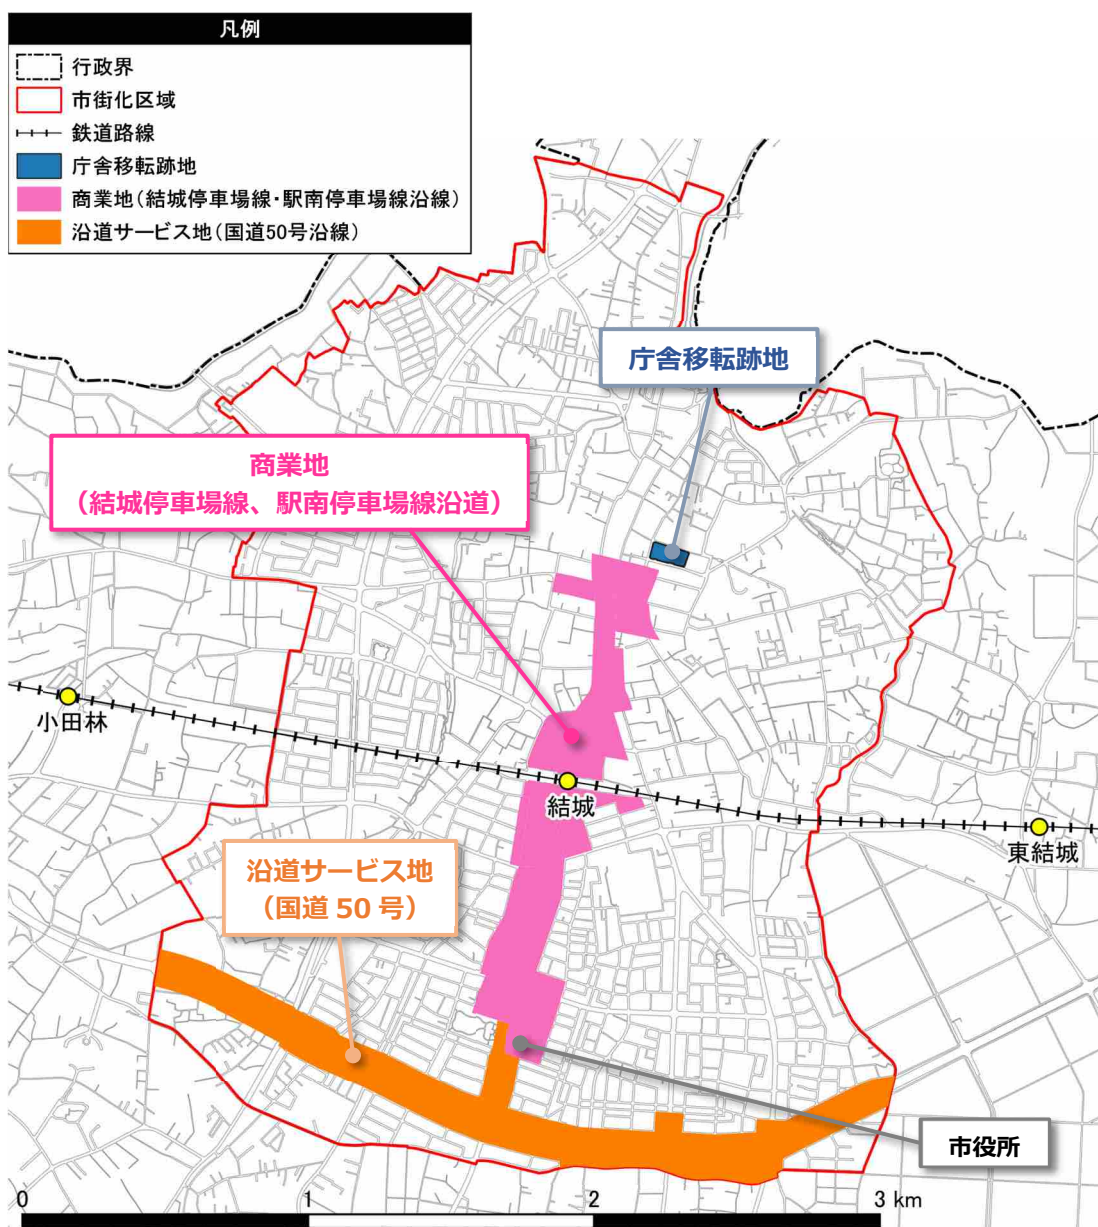 凡例
行政界
市街化区域
鉄道路線
庁舎移転跡地
商業地(結城停車場線・駅南停車場線沿線)
沿道サービス地(国道50号沿線)
庁舎移転跡地
商業地
(結城停車場線、駅南停車場線沿道)
小田林
結城
東結城
沿道サービス地
(国道 50 号)
市役所
0 1 2 3 km